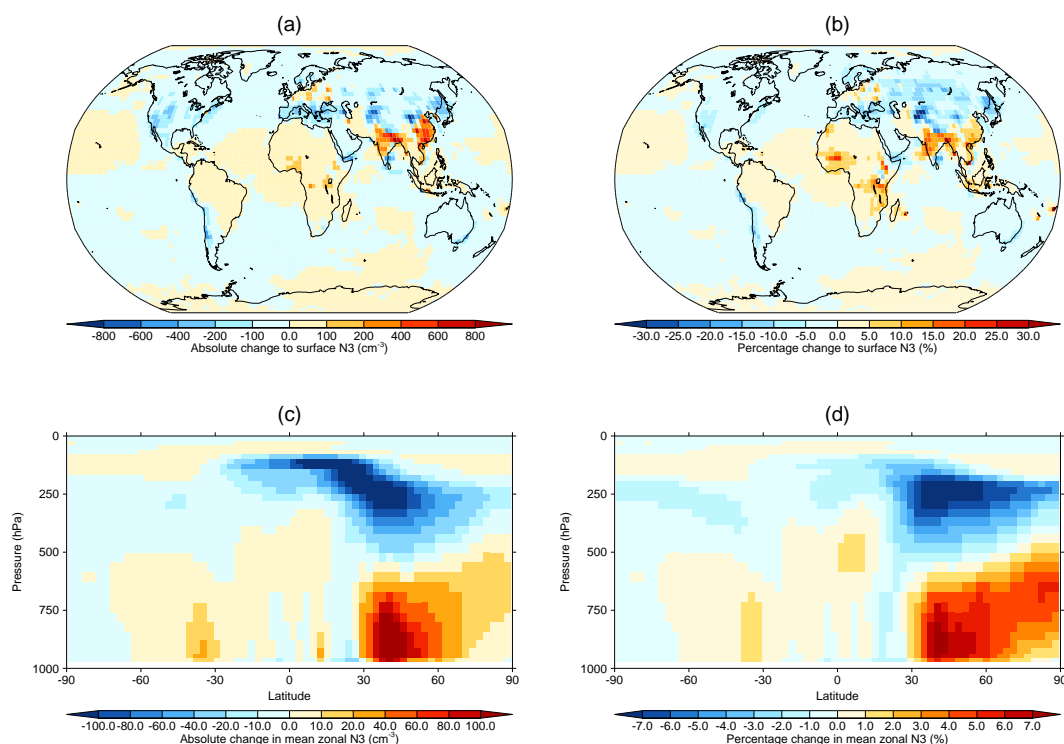 (a)
(b)
-800 -600 -400 -200 -100 0.0 100 200 400 600 800
Absolute change to surface N3 (cm-3)
-30.0 -25.0 -20.0 -15.0 -10.0 -5.0 0.0 5.0 10.0 15.0 20.0 25.0 30.0
Percentage change to surface N3 (%)
(c)
(d)
0
250
500
750
1000
Pressure (hPa)
-90 -60 -30 0 30 60 90
Latitude
0
250
500
750
1000
Pressure (hPa)
-90 -60 -30 0 30 60 90
Latitude
-100.0 -80.0 -60.0 -40.0 -20.0 -10.0 0.0 10.0 20.0 40.0 60.0 80.0 100.0
Absolute change in mean zonal N3 (cm-3)
-7.0 -6.0 -5.0 -4.0 -3.0 -2.0 -1.0 0.0 1.0 2.0 3.0 4.0 5.0 6.0 7.0
Percentage change in mean zonal N3 (%)